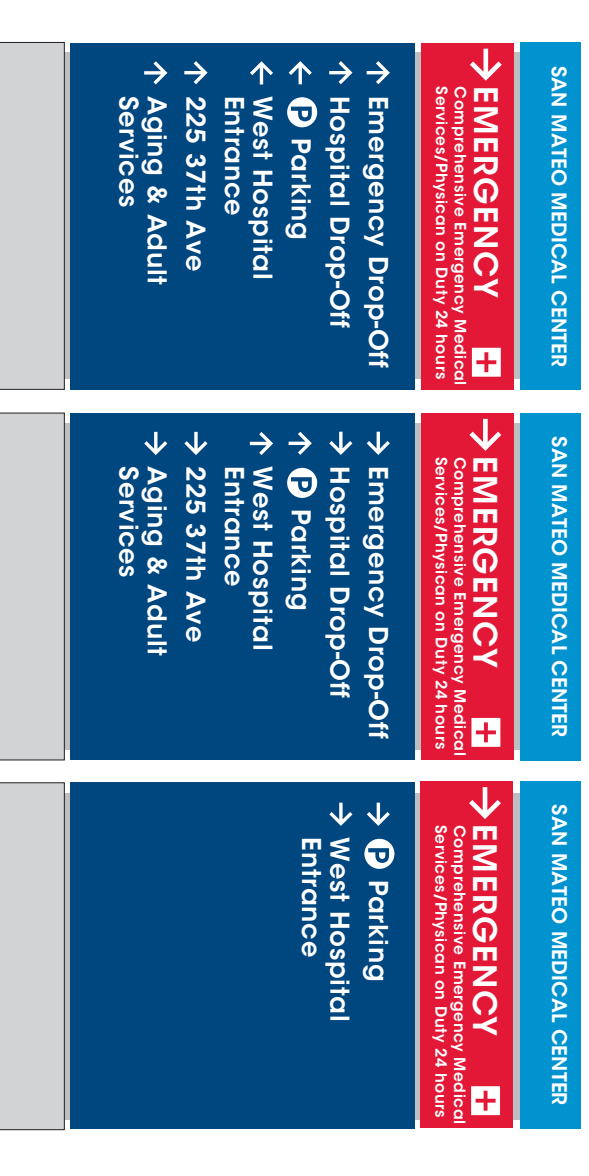 SAN MATEO MEDICAL CENTER
EMERGENCY
Comprehensive Emergency Medical
Services/Physican on Duty 24 hours
Emergency Drop-Off
Hospital Drop-Off
P Parking
West Hospital
Entrance
225 37th Ave
Aging & Adult
Services
SAN MATEO MEDICAL CENTER
EMERGENCY
Comprehensive Emergency Medical
Services/Physican on Duty 24 hours
Emergency Drop-Off
Hospital Drop-Off
P Parking
West Hospital
Entrance
225 37th Ave
Aging & Adult
Services
SAN MATEO MEDICAL CENTER
EMERGENCY
Comprehensive Emergency Medical
Services/Physican on Duty 24 hours
P Parking
West Hospital
Entrance